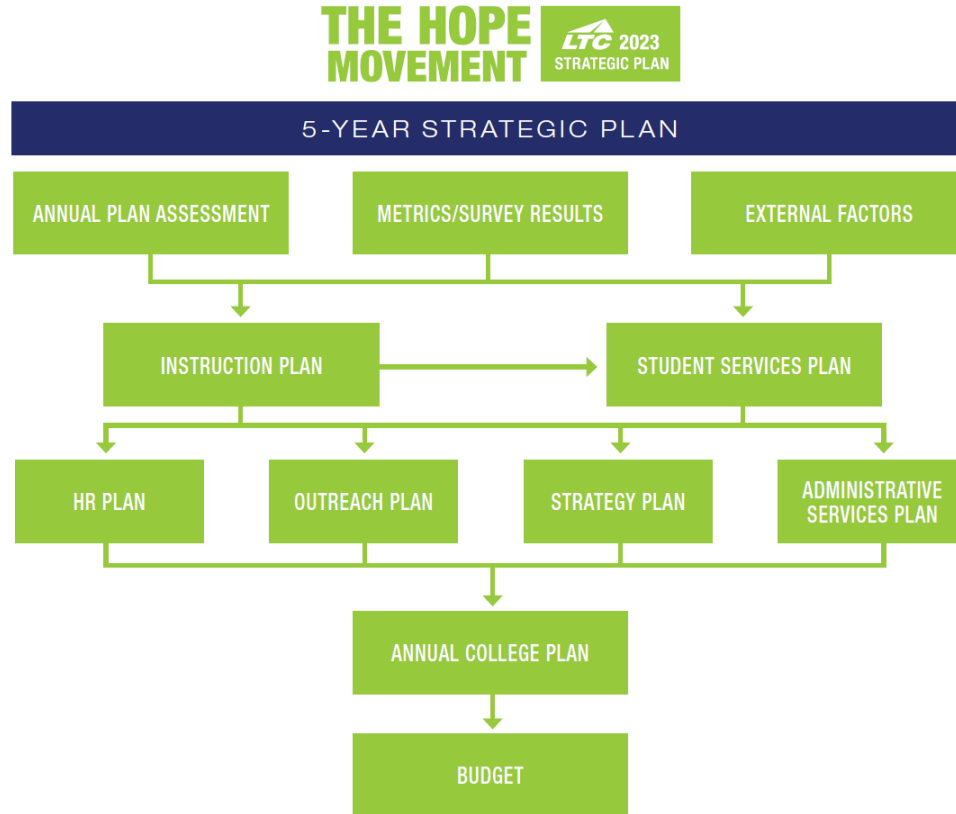 THE HOPE
MOVEMENT
LTC 2023
STRATEGIC PLAN
5-YEAR STRATEGIC PLAN
ANNUAL PLAN ASSESSMENT
METRICS/SURVEY RESULTS
EXTERNAL FACTORS
INSTRUCTION PLAN
STUDENT SERVICES PLAN
HR PLAN
OUTREACH PLAN
STRATEGY PLAN
ADMINISTRATIVE
SERVICES PLAN
ANNUAL COLLEGE PLAN
BUDGET